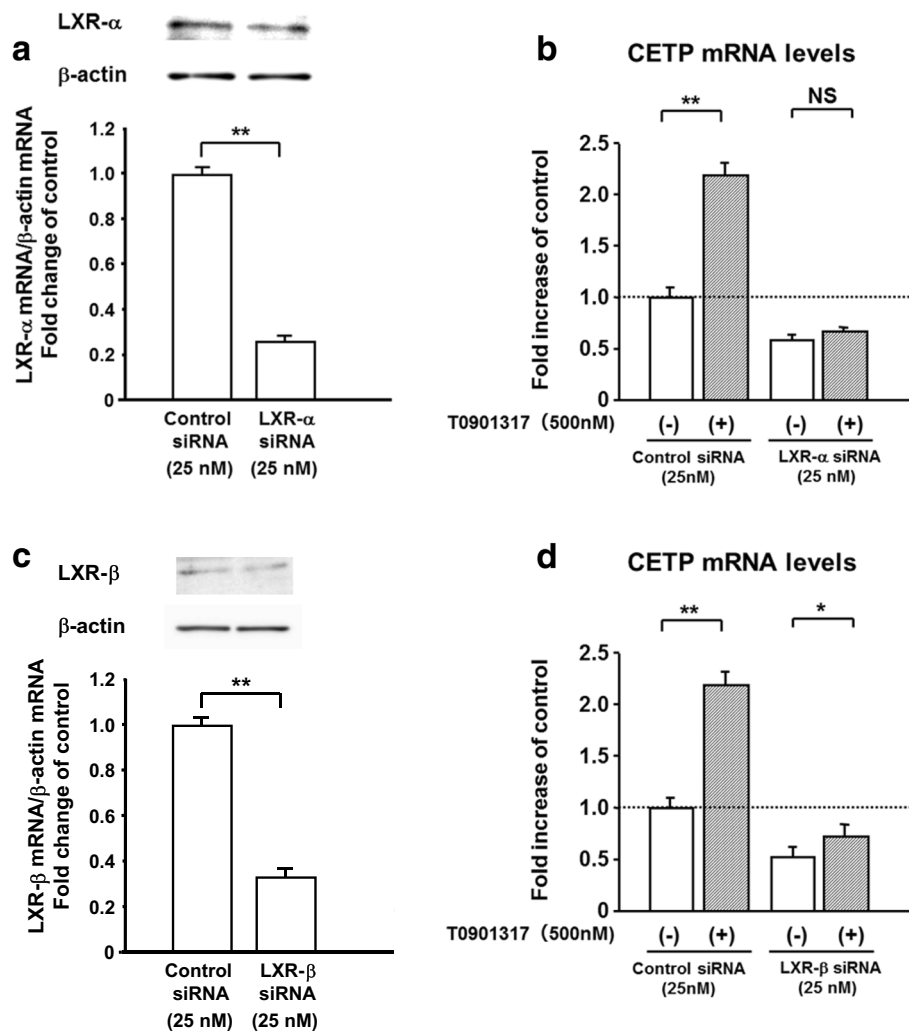 a
LXR-α
β-actin
**
LXR-α mRNA/β-actin mRNA
Fold change of control
1.2
1.0
0.8
0.6
0.4
0.2
0
Control
siRNA
(25 nM)
LXR-α
siRNA
(25 nM)
b
CETP mRNA levels
**
NS
Fold increase of control
2.5
2.0
1.5
1.0
0.5
0
T0901317 (500nM)
(-) (+) (-) (+)
Control siRNA
(25nM)
LXR-α siRNA
(25 nM)
c
LXR-β
β-actin
**
LXR-β mRNA/β-actin mRNA
Fold change of control
1.2
1.0
0.8
0.6
0.4
0.2
0
Control
siRNA
(25 nM)
LXR-β
siRNA
(25 nM)
d
CETP mRNA levels
**
*
Fold increase of control
2.5
2.0
1.5
1.0
0.5
0
T0901317 (500nM)
(-) (+) (-) (+)
Control siRNA
(25nM)
LXR-β siRNA
(25 nM)